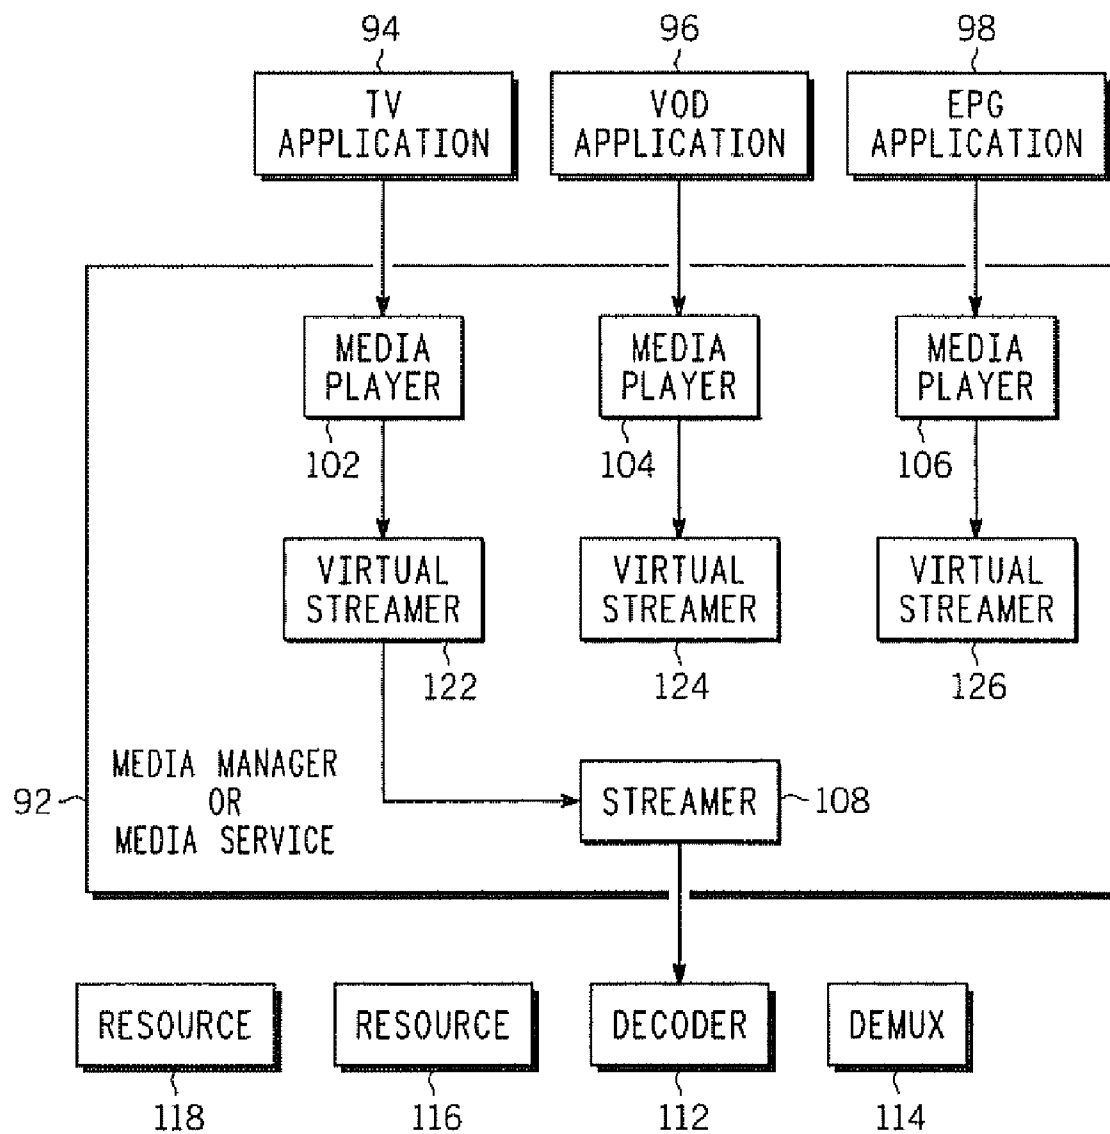 94
96
98
TV
APPLICATION
VOD
APPLICATION
EPG
APPLICATION
MEDIA
PLAYER
MEDIA
PLAYER
MEDIA
PLAYER
102
104
106
VIRTUAL
STREAMER
VIRTUAL
STREAMER
VIRTUAL
STREAMER
122
124
126
MEDIA MANAGER
OR
MEDIA SERVICE
92
STREAMER
108
RESOURCE
RESOURCE
DECODER
DEMUX
118
116
112
114